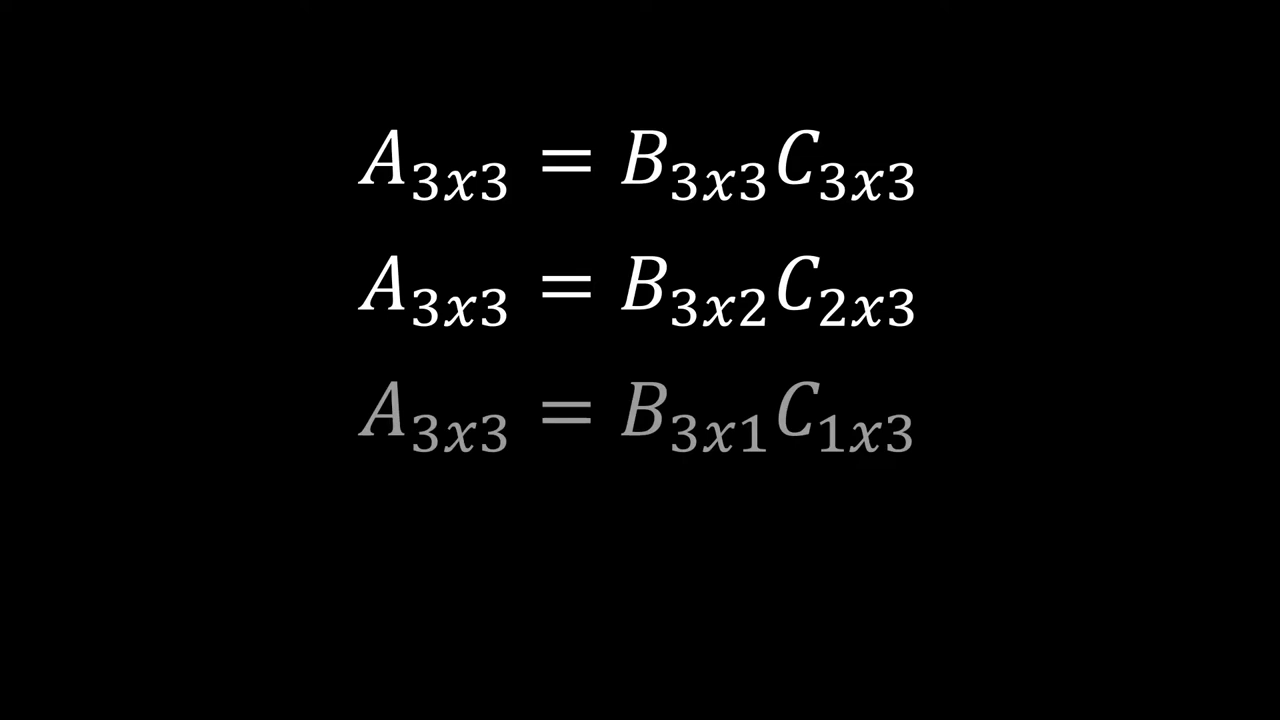 A₃ₓ₃ = B₃ₓ₃C₃ₓ₃
A₃ₓ₃ = B₃ₓ₂C₂ₓ₃
A₃ₓ₃ = B₃ₓ₁C₁ₓ₃